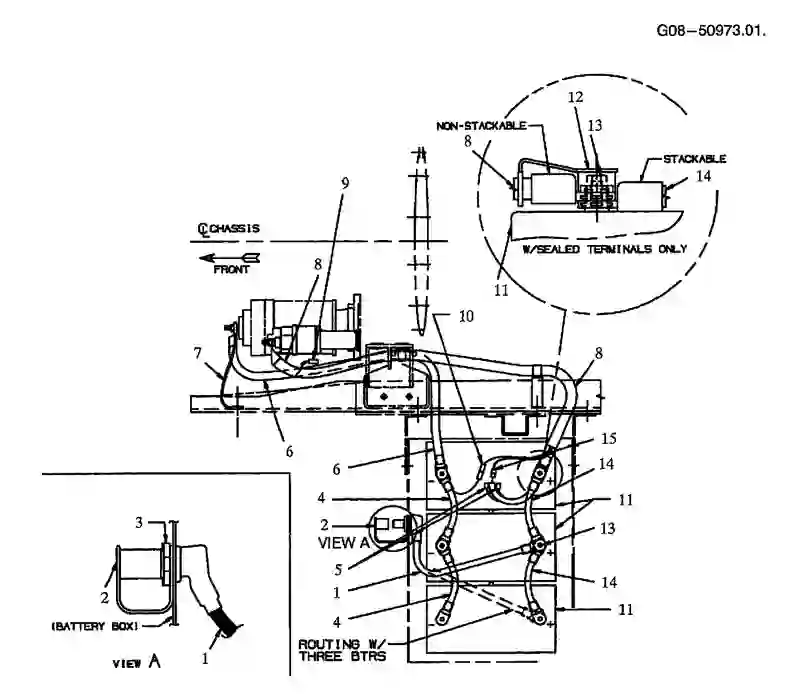 G08-50973.01.
12
NON-STACKABLE
13
8
STACKABLE
14
9
℄ CHASSIS
W/SEALED TERMINALS ONLY
FRONT
8
11
10
7
8
6
15
6
14
4
11
3
2
13
VIEW A
5
2
1
14
4
11
(BATTERY BOX)
ROUTING W/
THREE BTRS
VIEW A
1